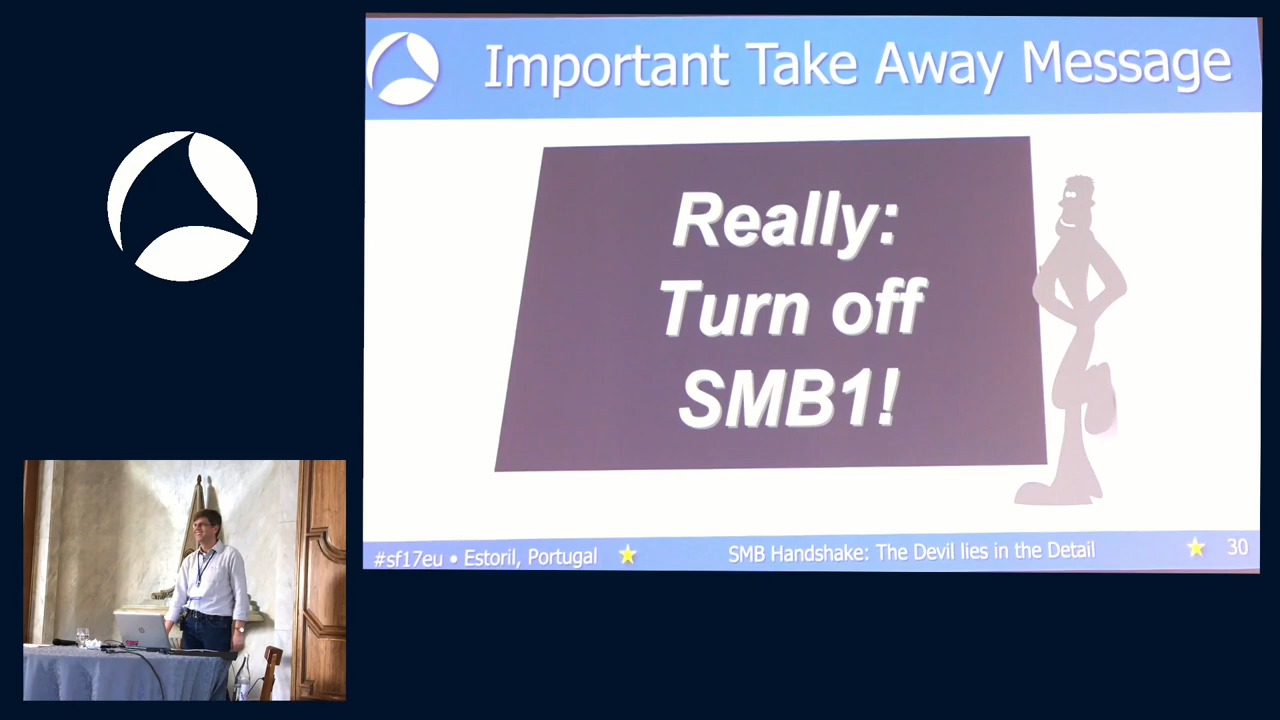 Important Take Away Message
Really:
Turn off
SMB1!
#sf17eu • Estoril, Portugal
SMB Handshake: The Devil lies in the Detail
30